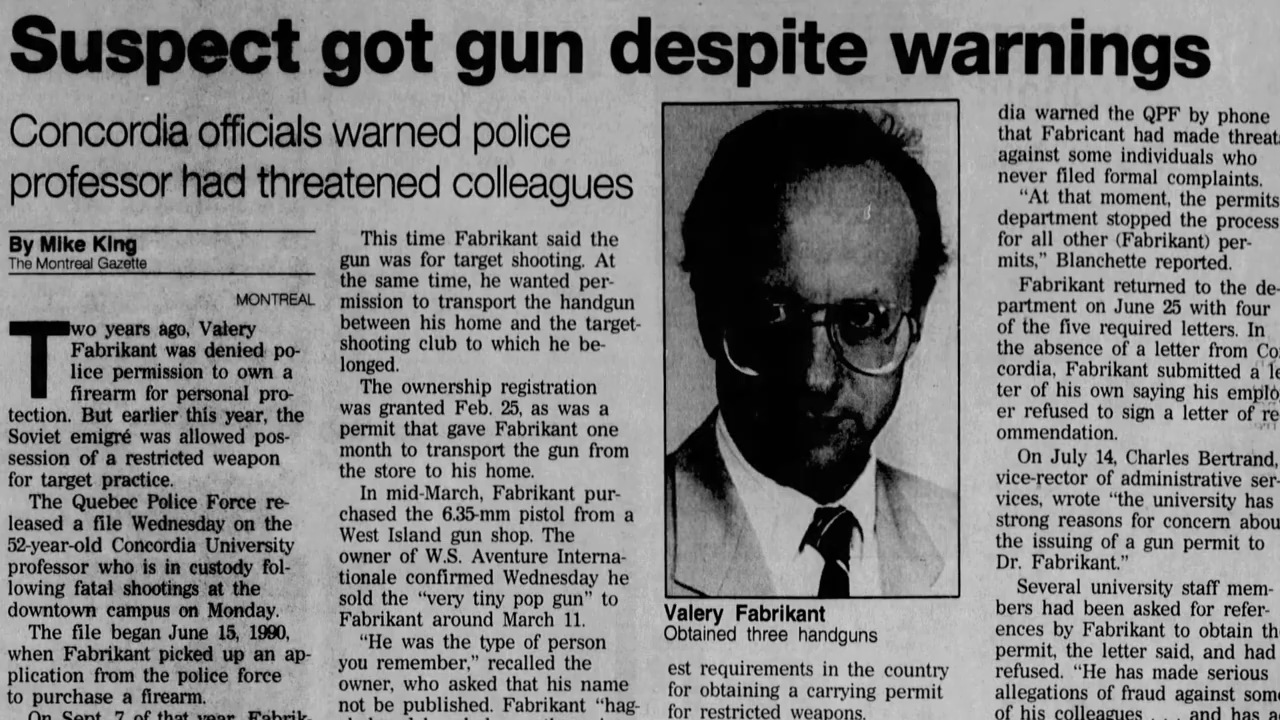 Suspect got gun despite warnings
Concordia officials warned police
professor had threatened colleagues
By Mike King
The Montreal Gazette
MONTREAL
Two years ago, Valery
Fabrikant was denied po-
lice permission to own a
firearm for personal pro-
tection. But earlier this year, the
Soviet emigré was allowed pos-
session of a restricted weapon
for target practice.
The Quebec Police Force re-
leased a file Wednesday on the
52-year-old Concordia University
professor who is in custody fol-
lowing fatal shootings at the
downtown campus on Monday.
The file began June 15, 1990,
when Fabrikant picked up an ap-
plication from the police force
to purchase a firearm.
On Sept. 7 of that year, Fabrik-
This time Fabrikant said the
gun was for target shooting. At
the same time, he wanted per-
mission to transport the handgun
between his home and the target-
shooting club to which he be-
longed.
The ownership registration
was granted Feb. 25, as was a
permit that gave Fabrikant one
month to transport the gun from
the store to his home.
In mid-March, Fabrikant pur-
chased the 6.35-mm pistol from a
West Island gun shop. The
owner of W.S. Aventure Interna-
tionale confirmed Wednesday he
sold the "very tiny pop gun" to
Fabrikant around March 11.
"He was the type of person
you remember," recalled the
owner, who asked that his name
not be published. Fabrikant "hag-
Valery Fabrikant
Obtained three handguns
est requirements in the country
for obtaining a carrying permit
for restricted weapons.
dia warned the QPF by phone
that Fabricant had made threats
against some individuals who
never filed formal complaints.
"At that moment, the permits
department stopped the process
for all other (Fabrikant) per-
mits," Blanchette reported.
Fabrikant returned to the de-
partment on June 25 with four
of the five required letters. In
the absence of a letter from Co
cordia, Fabrikant submitted a le
ter of his own saying his emplo
er refused to sign a letter of re
ommendation.
On July 14, Charles Bertrand,
vice-rector of administrative ser-
vices, wrote "the university has
strong reasons for concern abou
the issuing of a gun permit to
Dr. Fabrikant."
Several university staff mem-
bers had been asked for refer-
ences by Fabrikant to obtain th
permit, the letter said, and had
refused. "He has made serious
allegations of fraud against som
of his colleagues . . . and has a